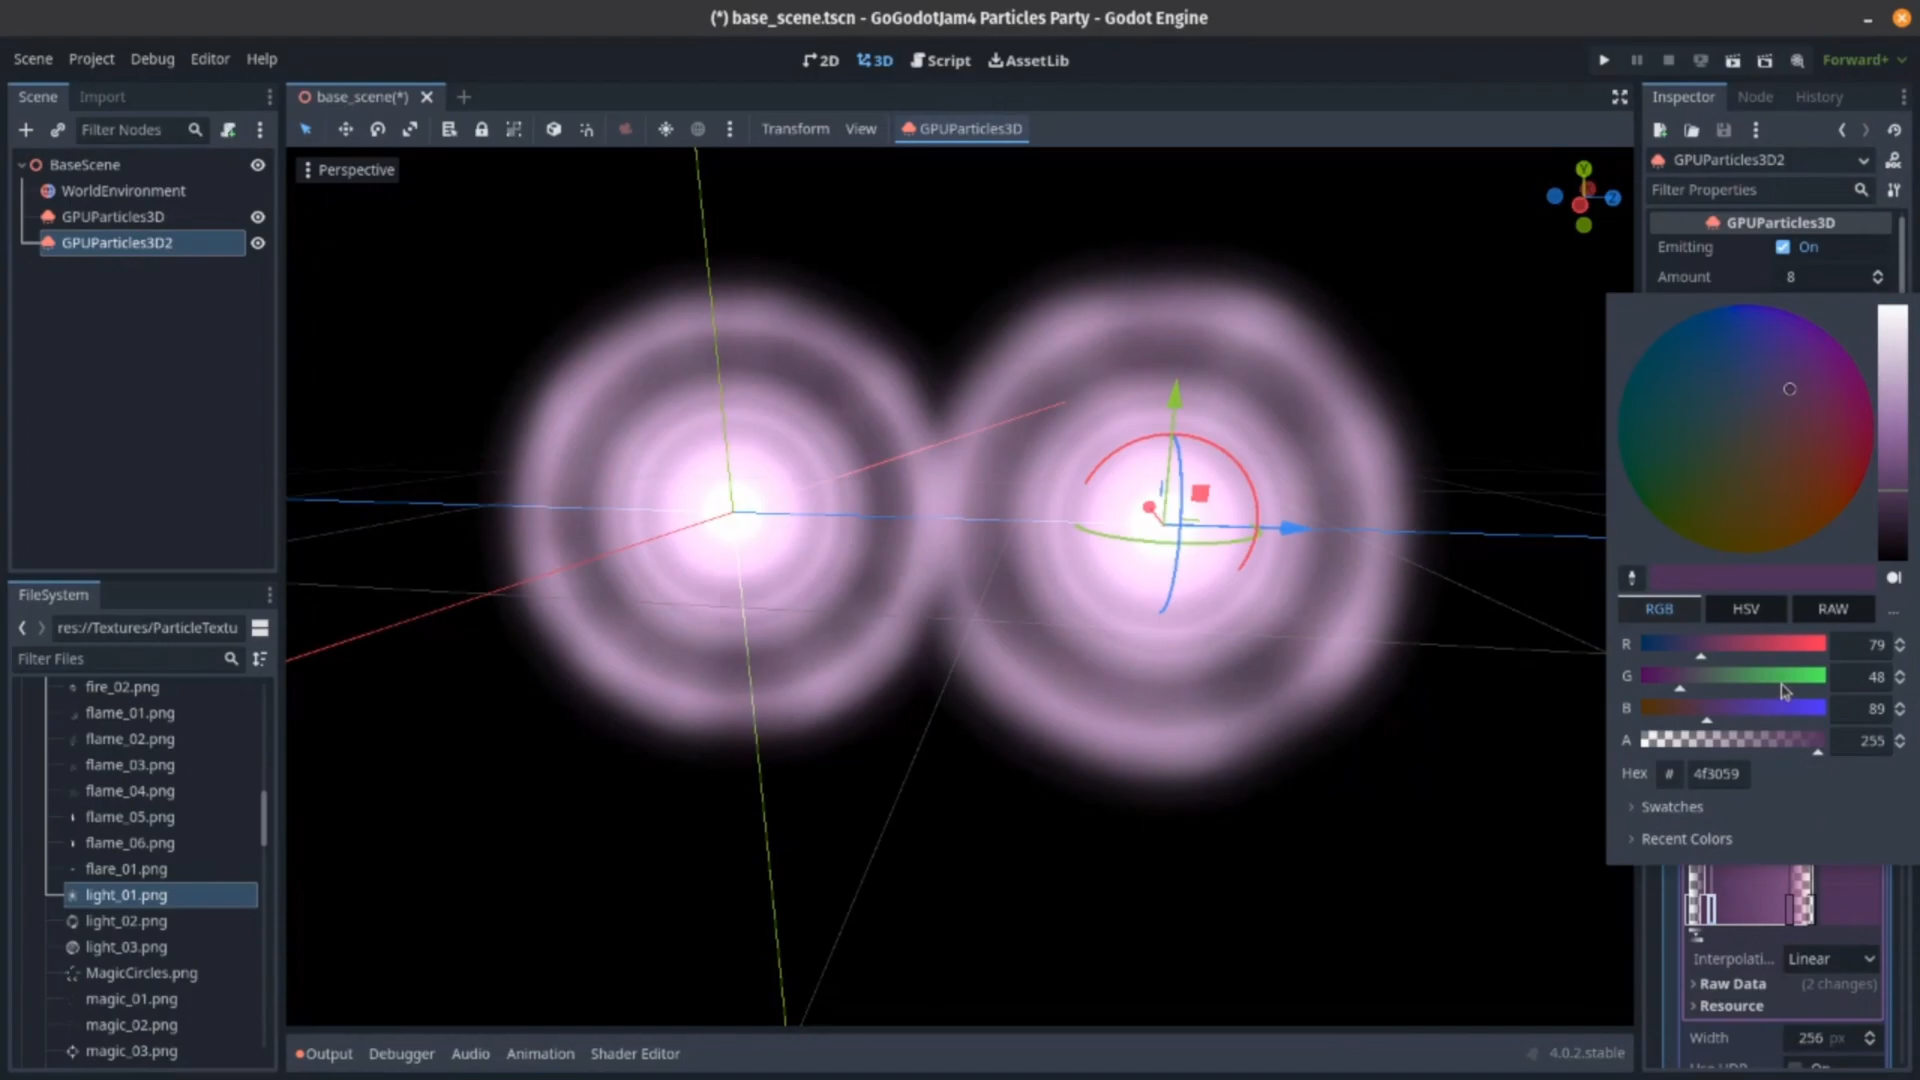 (*) base_scene.tscn - GoGodotJam4 Particles Party - Godot Engine
Scene Project Debug Editor Help
2D 3D Script AssetLib
Forward+
Scene Import
base_scene(*)
Inspector Node History
Filter Nodes
Transform View GPUParticles3D
BaseScene
WorldEnvironment
GPUParticles3D
GPUParticles3D2
Perspective
Y
Z
GPUParticles3D2
Filter Properties
GPUParticles3D
Emitting On
Amount 8
RGB HSV RAW ...
R 79
G 48
B 89
A 255
Hex # 4f3059
Swatches
Recent Colors
Interpolati... Linear
Raw Data (2 changes)
Resource
Width 256 px
FileSystem
res://Textures/ParticleTextu
Filter Files
fire_02.png
flame_01.png
flame_02.png
flame_03.png
flame_04.png
flame_05.png
flame_06.png
flare_01.png
light_01.png
light_02.png
light_03.png
MagicCircles.png
magic_01.png
magic_02.png
magic_03.png
Output Debugger Audio Animation Shader Editor
4.0.2.stable